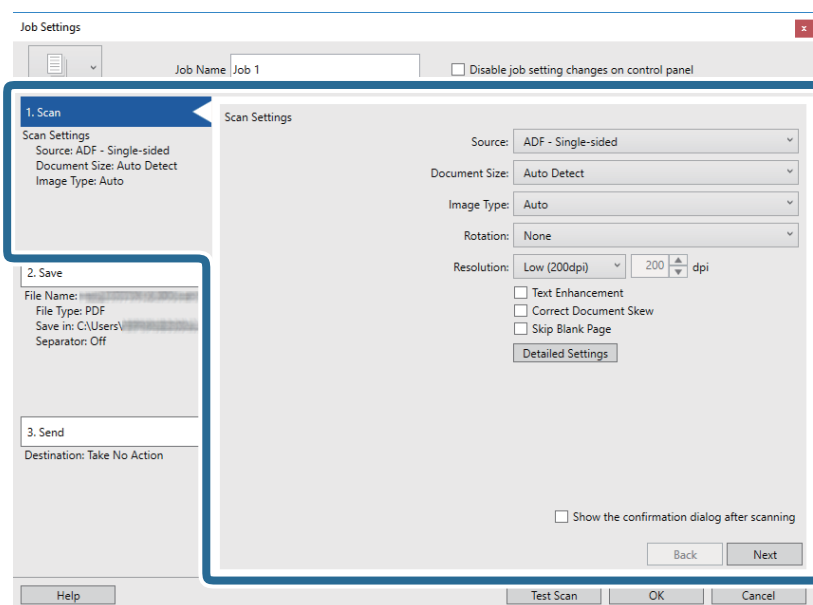 Job Settings
x
Job Name Job 1
Disable job setting changes on control panel
1. Scan
Scan Settings
Source: ADF - Single-sided
Document Size: Auto Detect
Image Type: Auto
2. Save
File Name:
File Type: PDF
Save in: C:\Users\
Separator: Off
3. Send
Destination: Take No Action
Scan Settings
Source: ADF - Single-sided
Document Size: Auto Detect
Image Type: Auto
Rotation: None
Resolution: Low (200dpi) 200 dpi
Text Enhancement
Correct Document Skew
Skip Blank Page
Detailed Settings
Show the confirmation dialog after scanning
Back Next
Help Test Scan OK Cancel